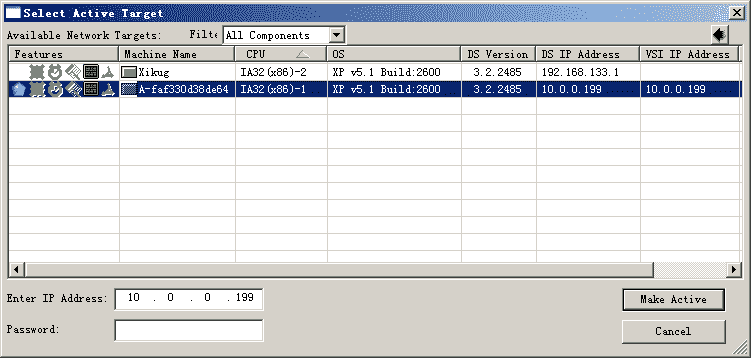 Select Active Target
Available Network Targets: Filte All Components
Features Machine Name CPU OS DS Version DS IP Address VSI IP Address
Xikug IA32(x86)-2 XP v5.1 Build:2600 3.2.2485 192.168.133.1
A-faf330d38de64 IA32(x86)-1 XP v5.1 Build:2600 3.2.2485 10.0.0.199 10.0.0.199
Enter IP Address: 10 . 0 . 0 .199 Make Active
Password: Cancel